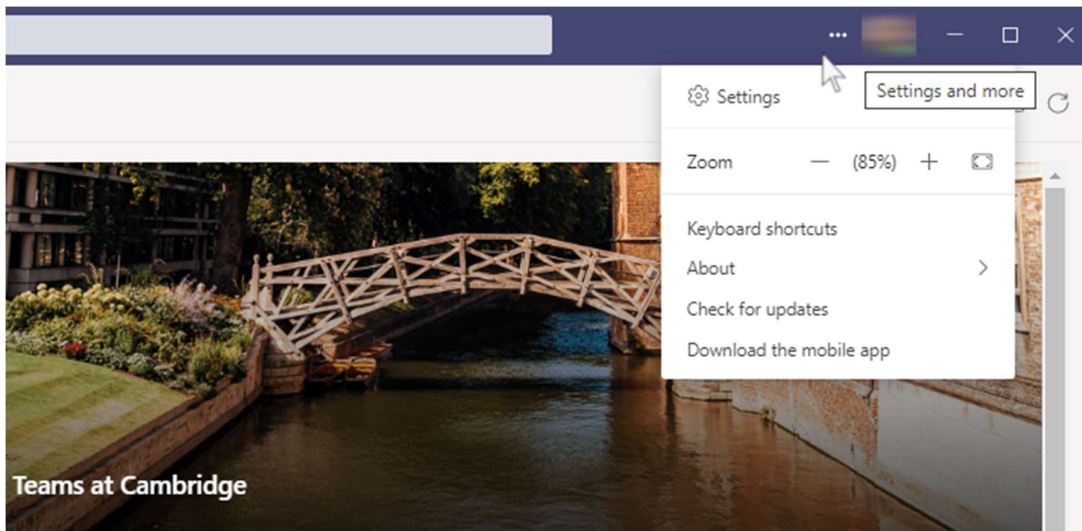 Settings and more
Settings
Zoom
(85%)
Keyboard shortcuts
About
Check for updates
Download the mobile app
Teams at Cambridge